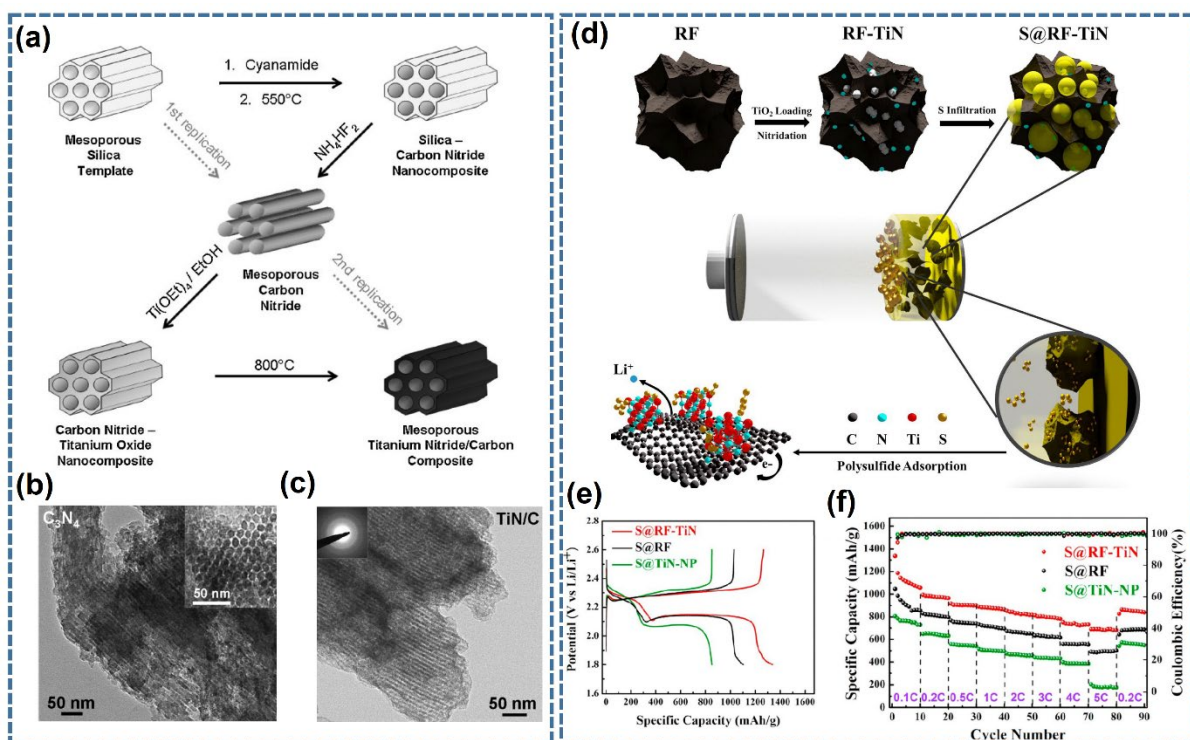 (a)
1. Cyanamide
2. 550°C
Mesoporous
Silica
Template
1st replication
NH₄HF₂
Silica –
Carbon Nitride
Nanocomposite
Mesoporous
Carbon
Nitride
Ti(OEt)₄ / EtOH
2nd replication
800°C
Carbon Nitride –
Titanium Oxide
Nanocomposite
Mesoporous
Titanium Nitride/Carbon
Composite
(b)
C₃N₄
50 nm
50 nm
(c)
TiN/C
50 nm
(d)
RF
RF-TiN
S@RF-TiN
TiO₂ Loading
Nitridation
S Infiltration
Li⁺
C N Ti S
e-
Polysulfide Adsorption
(e)
S@RF-TiN
S@RF
S@TiN-NP
Potential (V vs Li/Li⁺)
2.8
2.6
2.4
2.2
2.0
1.8
1.6
0 200 400 600 800 1000 1200 1400 1600
Specific Capacity (mAh/g)
(f)
S@RF-TiN
S@RF
S@TiN-NP
Specific Capacity (mAh/g)
1600
1400
1200
1000
800
600
400
200
0
Coulombic Efficiency(%)
100
80
60
40
20
0
0.1C 0.2C 0.5C 1C 2C 3C 4C 5C 0.2C
0 10 20 30 40 50 60 70 80 90
Cycle Number